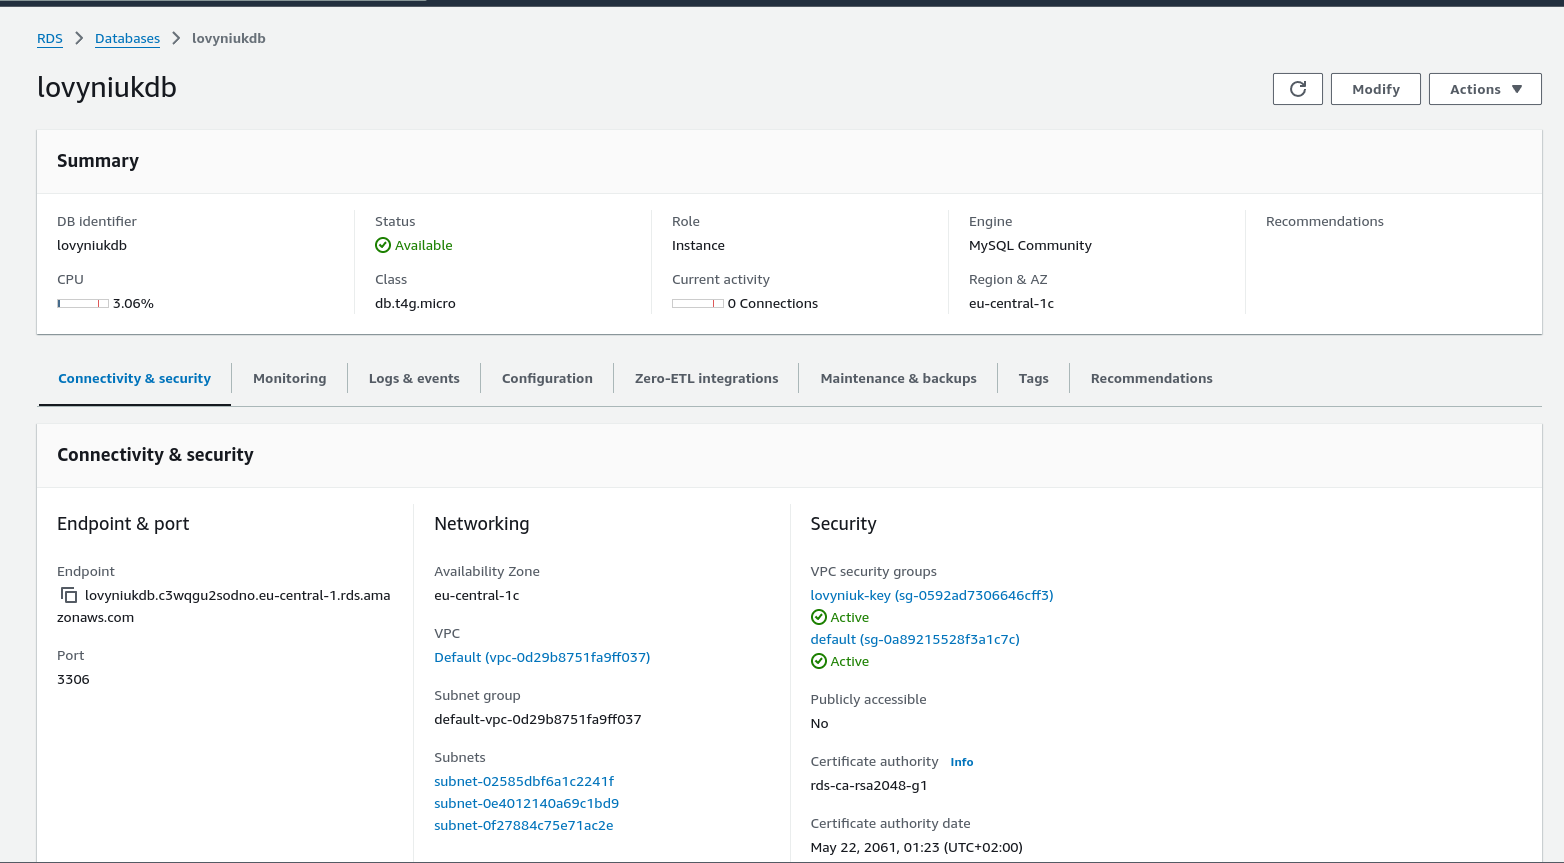 RDS > Databases > lovyniukdb
lovyniukdb
Modify
Actions
Summary
DB identifier
lovyniukdb
Status
Available
Role
Instance
Engine
MySQL Community
Recommendations
CPU
3.06%
Class
db.t4g.micro
Current activity
0 Connections
Region & AZ
eu-central-1c
Connectivity & security
Monitoring
Logs & events
Configuration
Zero-ETL integrations
Maintenance & backups
Tags
Recommendations
Connectivity & security
Endpoint & port
Endpoint
lovyniukdb.c3wqgu2sodno.eu-central-1.rds.ama
zonaws.com
Port
3306
Networking
Availability Zone
eu-central-1c
VPC
Default (vpc-0d29b8751fa9ff037)
Subnet group
default-vpc-0d29b8751fa9ff037
Subnets
subnet-02585dbf6a1c2241f
subnet-0e4012140a69c1bd9
subnet-0f27884c75e71ac2e
Security
VPC security groups
lovyniuk-key (sg-0592ad7306646cff3)
Active
default (sg-0a89215528f3a1c7c)
Active
Publicly accessible
No
Certificate authority Info
rds-ca-rsa2048-g1
Certificate authority date
May 22, 2061, 01:23 (UTC+02:00)